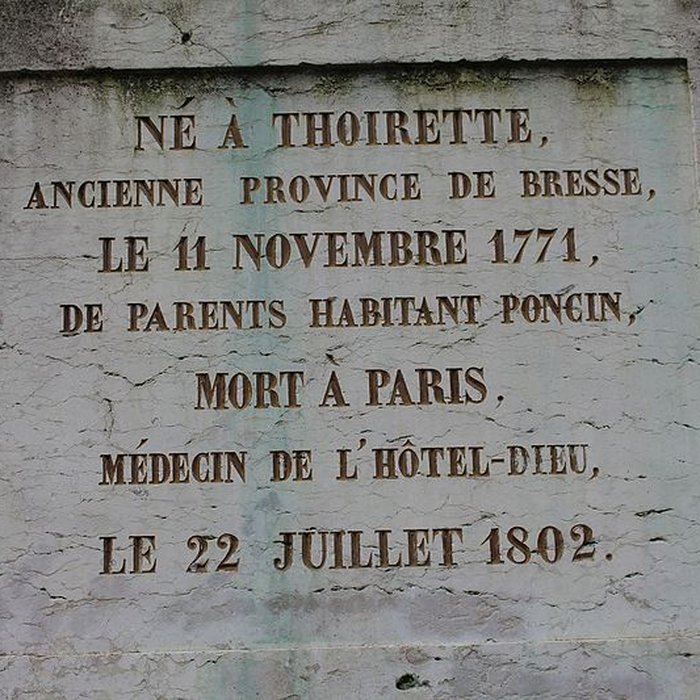 NÉ À THOIRETTE,
ANCIENNE PROVINCE DE BRESSE,
LE 11 NOVEMBRE 1771,
DE PARENTS HABITANT PONCIN,
MORT À PARIS.
MÉDECIN DE L'HÔTEL-DIEU,
LE 22 JUILLET 1802.